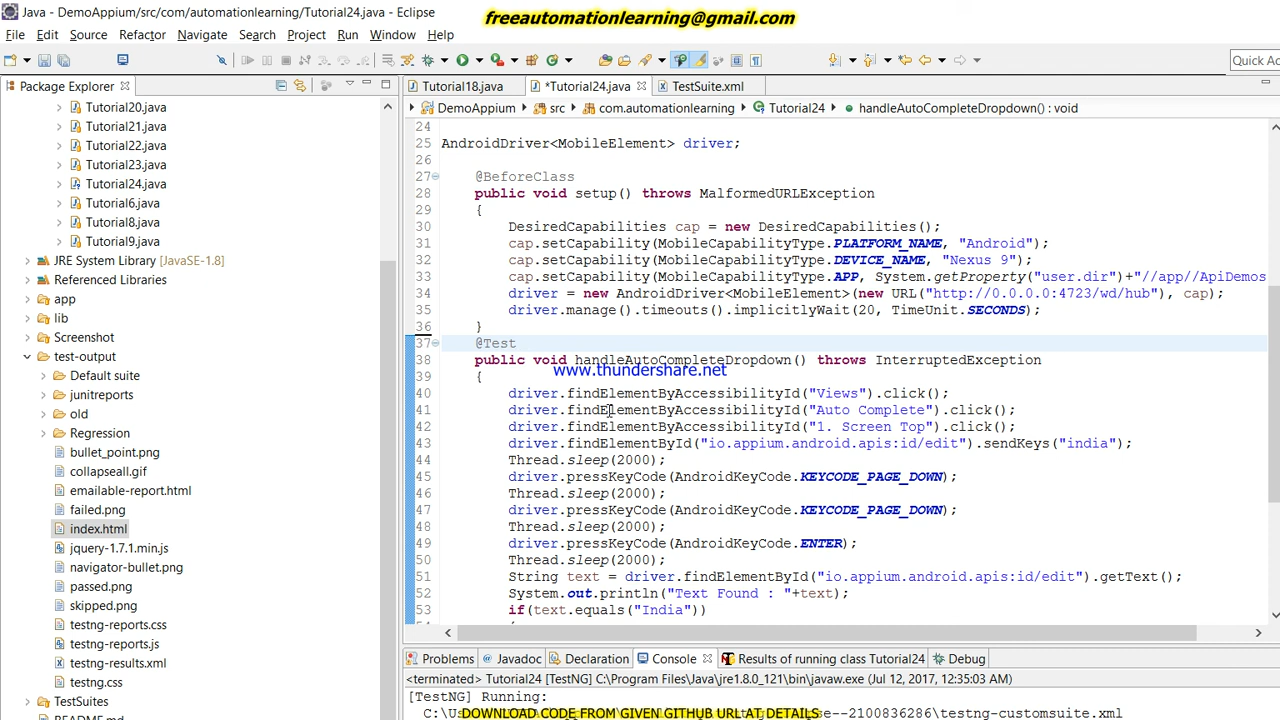 Java - DemoAppium/src/com/automationlearning/Tutorial24.java - Eclipse
freeautomationlearning@gmail.com
File Edit Source Refactor Navigate Search Project Run Window Help
Quick Ac
Package Explorer
Tutorial18.java *Tutorial24.java TestSuite.xml
DemoAppium src com.automationlearning Tutorial24 handleAutoCompleteDropdown() : void
Tutorial20.java
Tutorial21.java
Tutorial22.java
Tutorial23.java
Tutorial24.java
Tutorial6.java
Tutorial8.java
Tutorial9.java
JRE System Library [JavaSE-1.8]
Referenced Libraries
app
lib
Screenshot
test-output
Default suite
junitreports
old
Regression
bullet_point.png
collapseall.gif
emailable-report.html
failed.png
index.html
jquery-1.7.1.min.js
navigator-bullet.png
passed.png
skipped.png
testng-reports.css
testng-reports.js
testng-results.xml
testng.css
TestSuites
24
25 AndroidDriver<MobileElement> driver;
26
27 @BeforeClass
28 public void setup() throws MalformedURLException
29 {
30 DesiredCapabilities cap = new DesiredCapabilities();
31 cap.setCapability(MobileCapabilityType.PLATFORM_NAME, "Android");
32 cap.setCapability(MobileCapabilityType.DEVICE_NAME, "Nexus 9");
33 cap.setCapability(MobileCapabilityType.APP, System.getProperty("user.dir")+"//app//ApiDemos
34 driver = new AndroidDriver<MobileElement>(new URL("http://0.0.0.0:4723/wd/hub"), cap);
35 driver.manage().timeouts().implicitlyWait(20, TimeUnit.SECONDS);
36 }
37 @Test
38 public void handleAutoCompleteDropdown() throws InterruptedException
www.thundershare.net
39 {
40 driver.findElementByAccessibilityId("Views").click();
41 driver.findElementByAccessibilityId("Auto Complete").click();
42 driver.findElementByAccessibilityId("1. Screen Top").click();
43 driver.findElementById("io.appium.android.apis:id/edit").sendKeys("india");
44 Thread.sleep(2000);
45 driver.pressKeyCode(AndroidKeyCode.KEYCODE_PAGE_DOWN);
46 Thread.sleep(2000);
47 driver.pressKeyCode(AndroidKeyCode.KEYCODE_PAGE_DOWN);
48 Thread.sleep(2000);
49 driver.pressKeyCode(AndroidKeyCode.ENTER);
50 Thread.sleep(2000);
51 String text = driver.findElementById("io.appium.android.apis:id/edit").getText();
52 System.out.println("Text Found : "+text);
53 if(text.equals("India"))
Problems Javadoc Declaration Console Results of running class Tutorial24 Debug
<terminated> Tutorial24 [TestNG] C:\Program Files\Java\jre1.8.0_121\bin\javaw.exe (Jul 12, 2017, 12:35:03 AM)
[TestNG] Running:
DOWNLOAD CODE FROM GIVEN GITHUB URL AT DETAILS